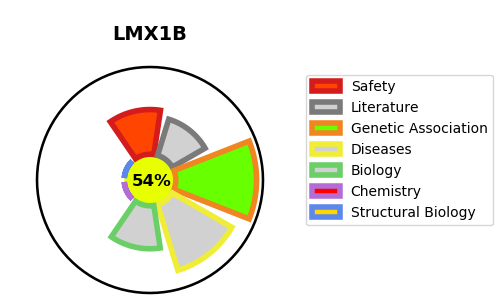 LMX1B
54%
Safety
Literature
Genetic Association
Diseases
Biology
Chemistry
Structural Biology